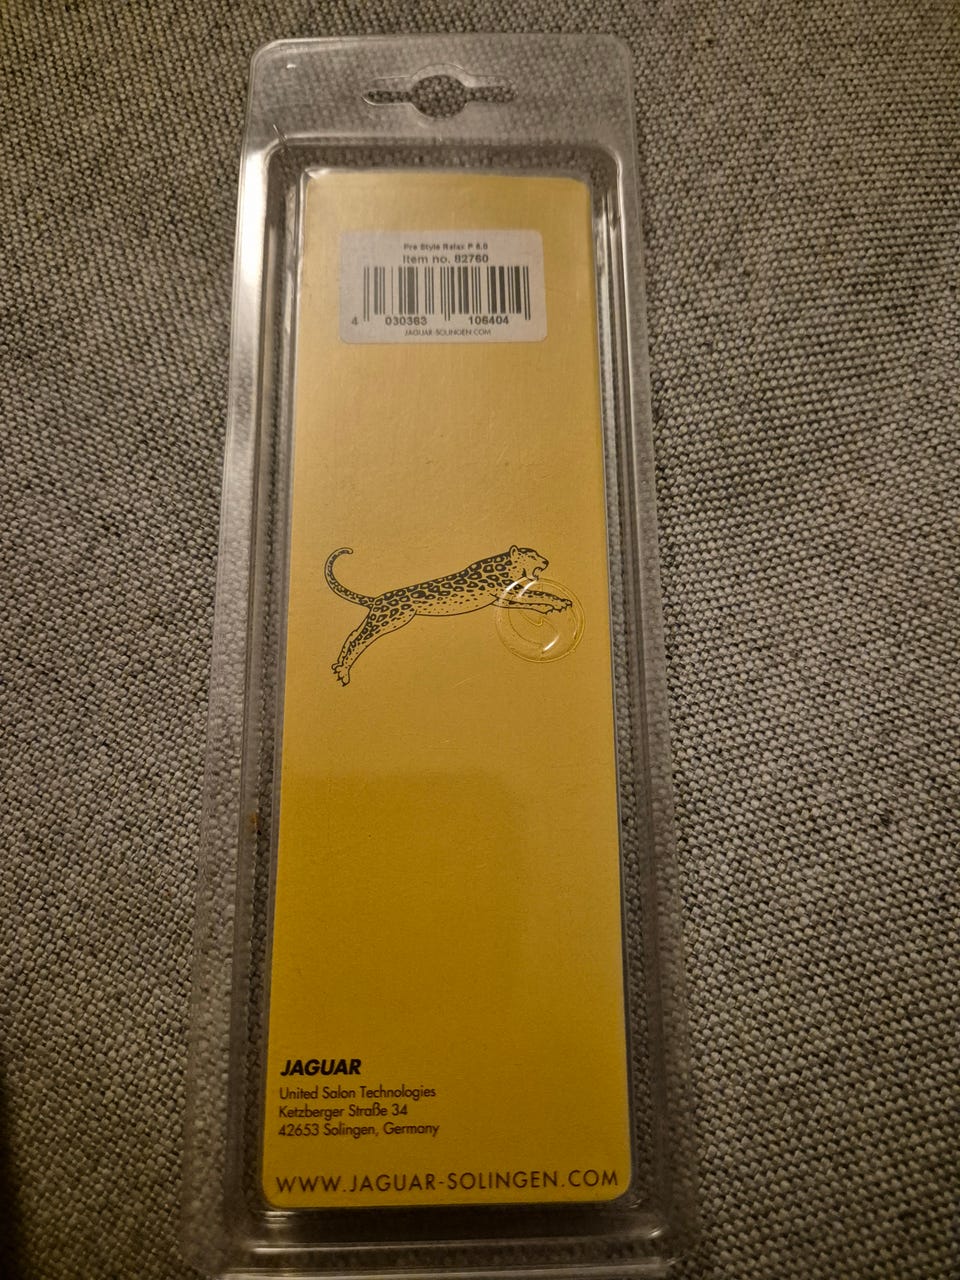 Pre Style Relax P 6.0
Item no. 82760
4 030363 106404
JAGUAR-SOLINGEN.COM
JAGUAR
United Salon Technologies
Ketzberger Straße 34
42653 Solingen, Germany
WWW.JAGUAR-SOLINGEN.COM